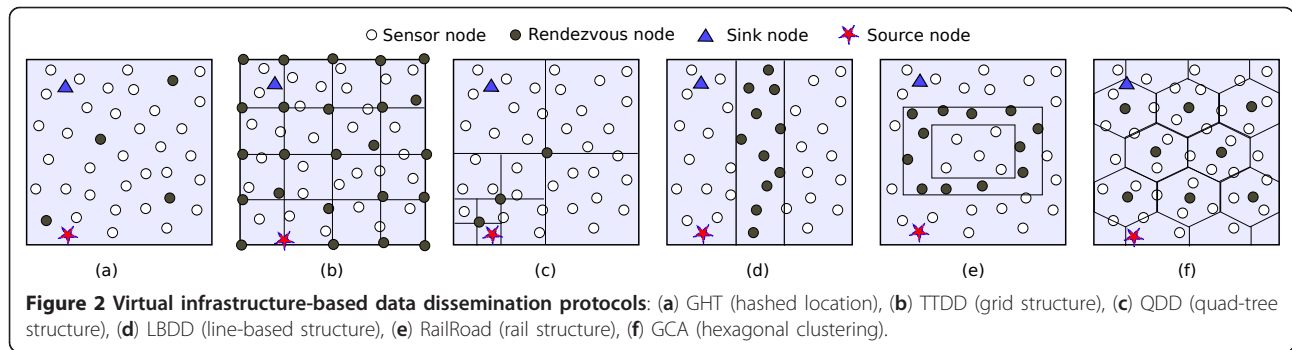 Sensor node Rendezvous node Sink node Source node
(a) (b) (c) (d) (e) (f)
Figure 2 Virtual infrastructure-based data dissemination protocols: (a) GHT (hashed location), (b) TTDD (grid structure), (c) QDD (quad-tree
structure), (d) LBDD (line-based structure), (e) RailRoad (rail structure), (f) GCA (hexagonal clustering).